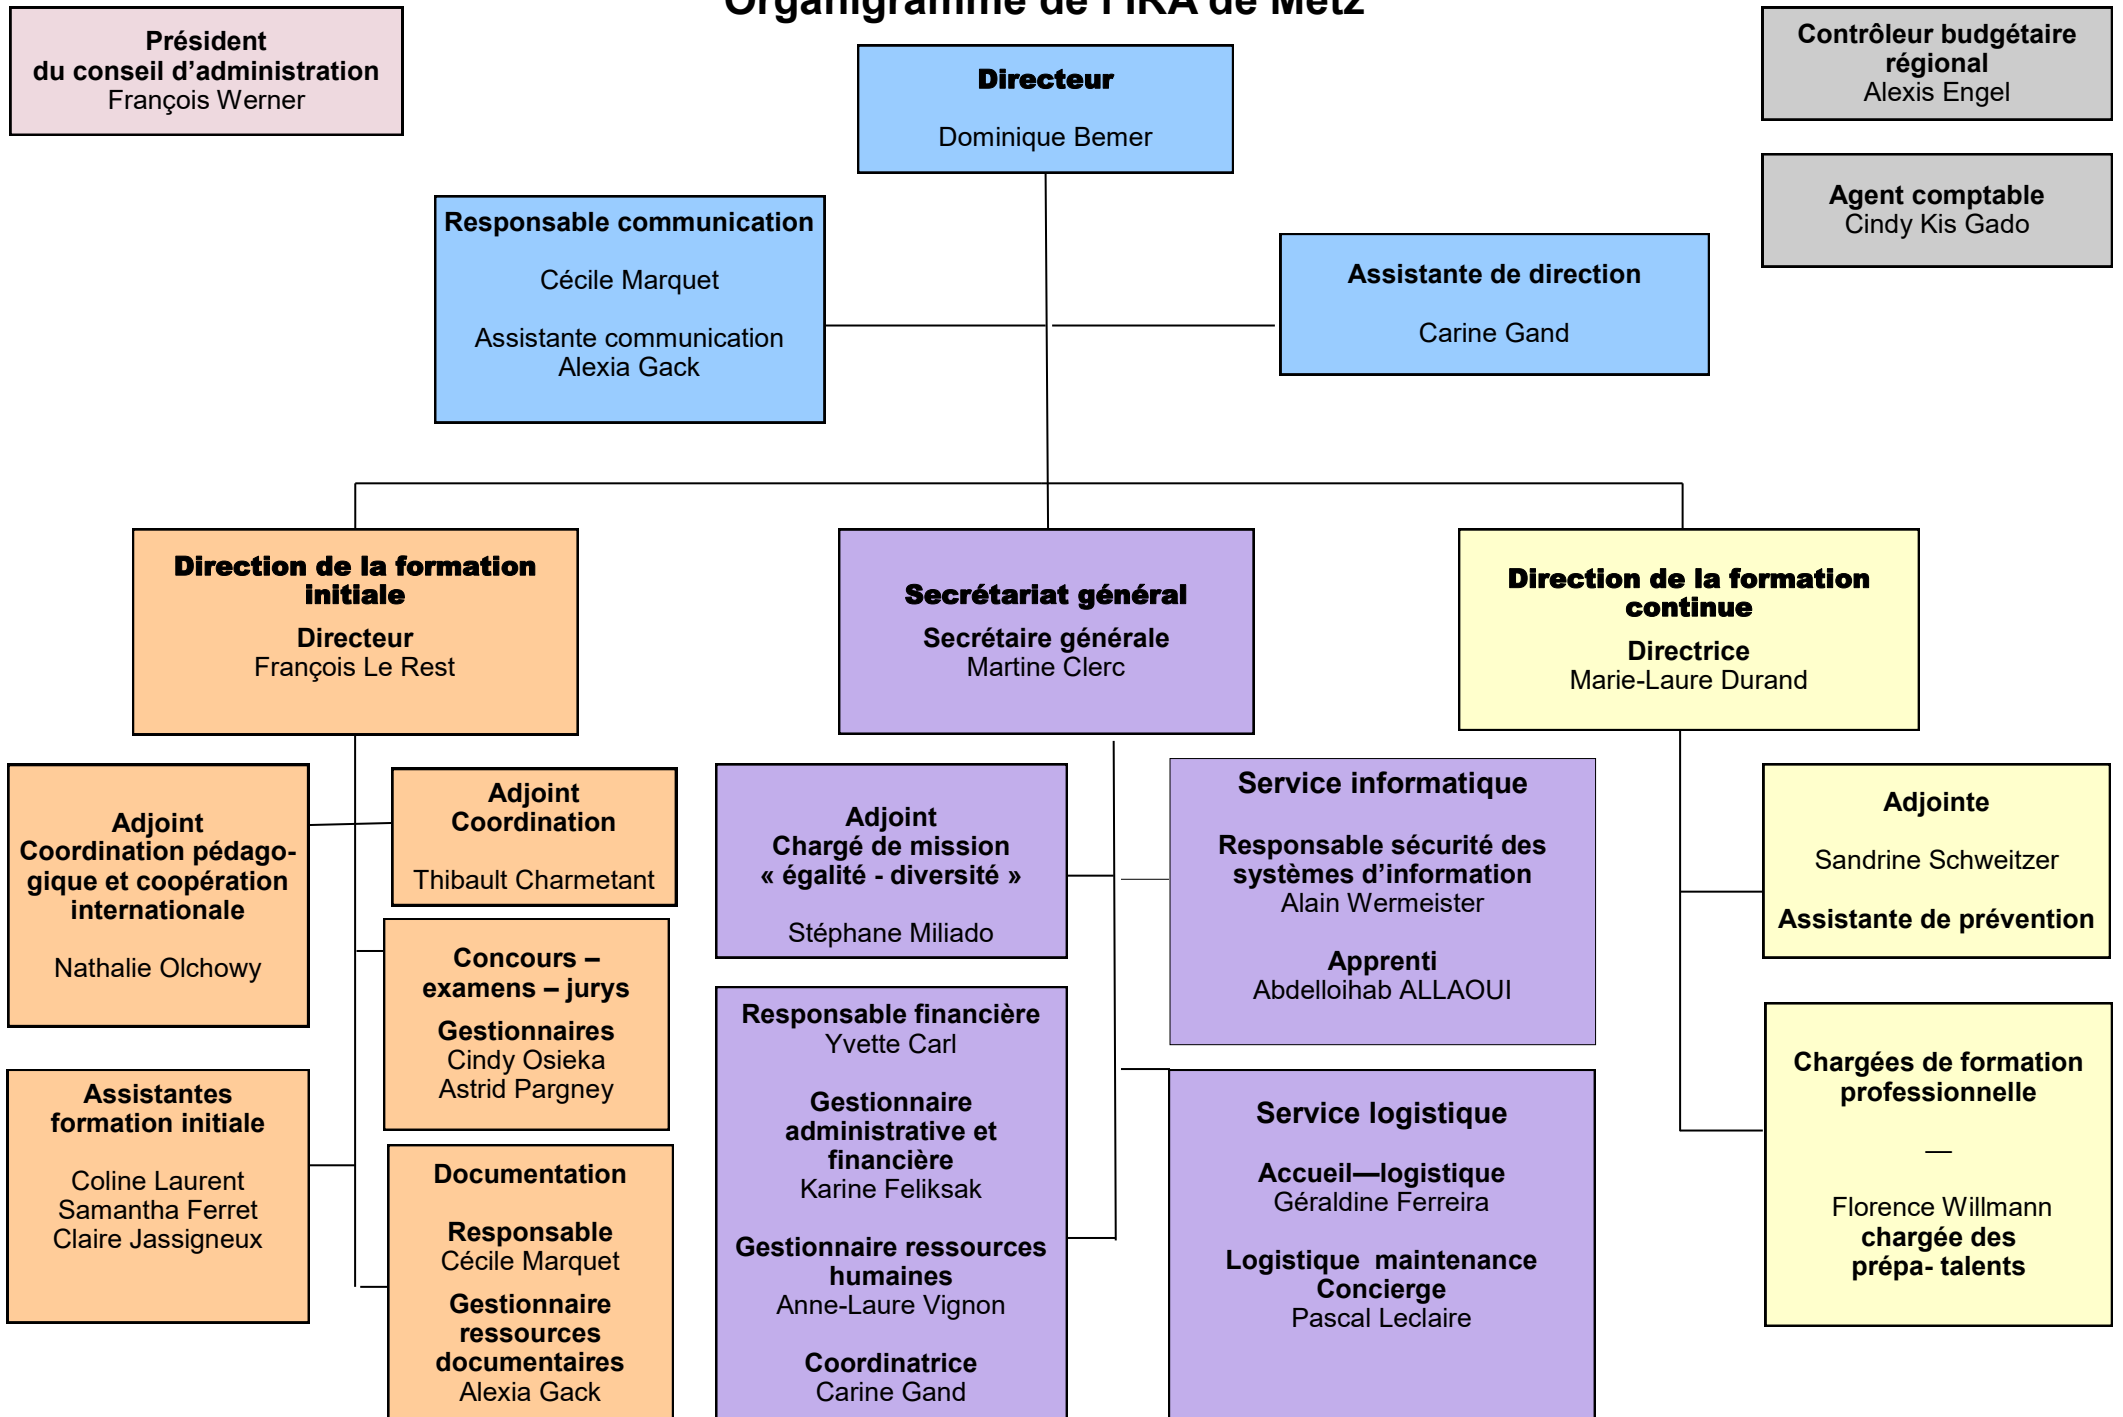 Organigramme de l'IRA de Metz
Président
du conseil d'administration
François Werner
Directeur
Dominique Bemer
Contrôleur budgétaire
régional
Alexis Engel
Agent comptable
Cindy Kis Gado
Responsable communication
Cécile Marquet
Assistante communication
Alexia Gack
Assistante de direction
Carine Gand
Direction de la formation
initiale
Directeur
François Le Rest
Secrétariat général
Secrétaire générale
Martine Clerc
Direction de la formation
continue
Directrice
Marie-Laure Durand
Adjoint
Coordination pédago-
gique et coopération
internationale
Nathalie Olchowy
Adjoint
Coordination
Thibault Charmetant
Concours –
examens – jurys
Gestionnaires
Cindy Osieka
Astrid Pargney
Assistantes
formation initiale
Coline Laurent
Samantha Ferret
Claire Jassigneux
Documentation
Responsable
Cécile Marquet
Gestionnaire
ressources
documentaires
Alexia Gack
Adjoint
Chargé de mission
« égalité - diversité »
Stéphane Miliado
Responsable financière
Yvette Carl
Gestionnaire
administrative et
financière
Karine Feliksak
Gestionnaire ressources
humaines
Anne-Laure Vignon
Coordinatrice
Carine Gand
Service informatique
Responsable sécurité des
systèmes d'information
Alain Wermeister
Apprenti
Abdelloihab ALLAOUI
Service logistique
Accueil—logistique
Géraldine Ferreira
Logistique maintenance
Concierge
Pascal Leclaire
Adjointe
Sandrine Schweitzer
Assistante de prévention
Chargées de formation
professionnelle
—
Florence Willmann
chargée des
prépa- talents